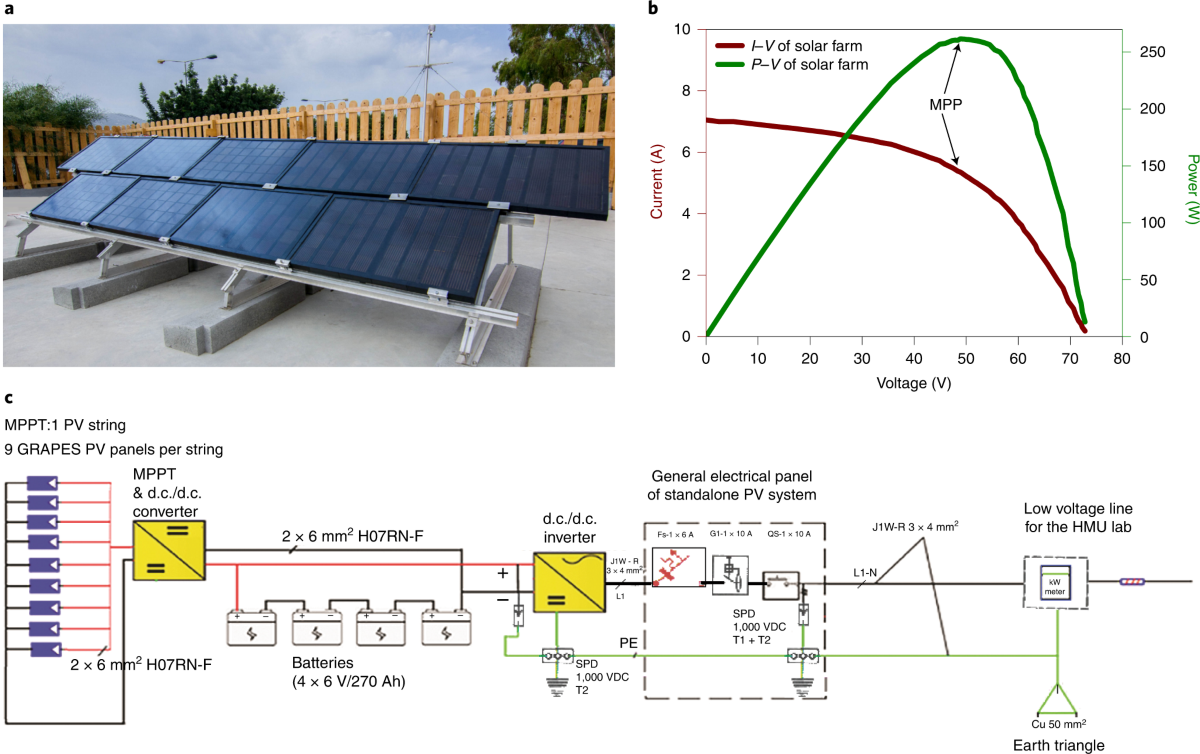 a
b
I–V of solar farm
P–V of solar farm
MPP
Current (A)
10
8
6
4
2
0
Power (W)
250
200
150
100
50
0
0 10 20 30 40 50 60 70 80
Voltage (V)
c
MPPT:1 PV string
9 GRAPES PV panels per string
MPPT
& d.c./d.c.
converter
2 × 6 mm² H07RN-F
2 × 6 mm² H07RN-F
+ − + − + − + −
Batteries
(4 × 6 V/270 Ah)
+
−
d.c./d.c.
inverter
J1W - R
3 × 4 mm²
L1
SPD
1,000 VDC
T2
PE
General electrical panel
of standalone PV system
Fs-1 × 6 A
G1-1 × 10 A
QS-1 × 10 A
SPD
1,000 VDC
T1 + T2
J1W-R 3 × 4 mm²
L1-N
Low voltage line
for the HMU lab
kW
meter
Cu 50 mm²
Earth triangle